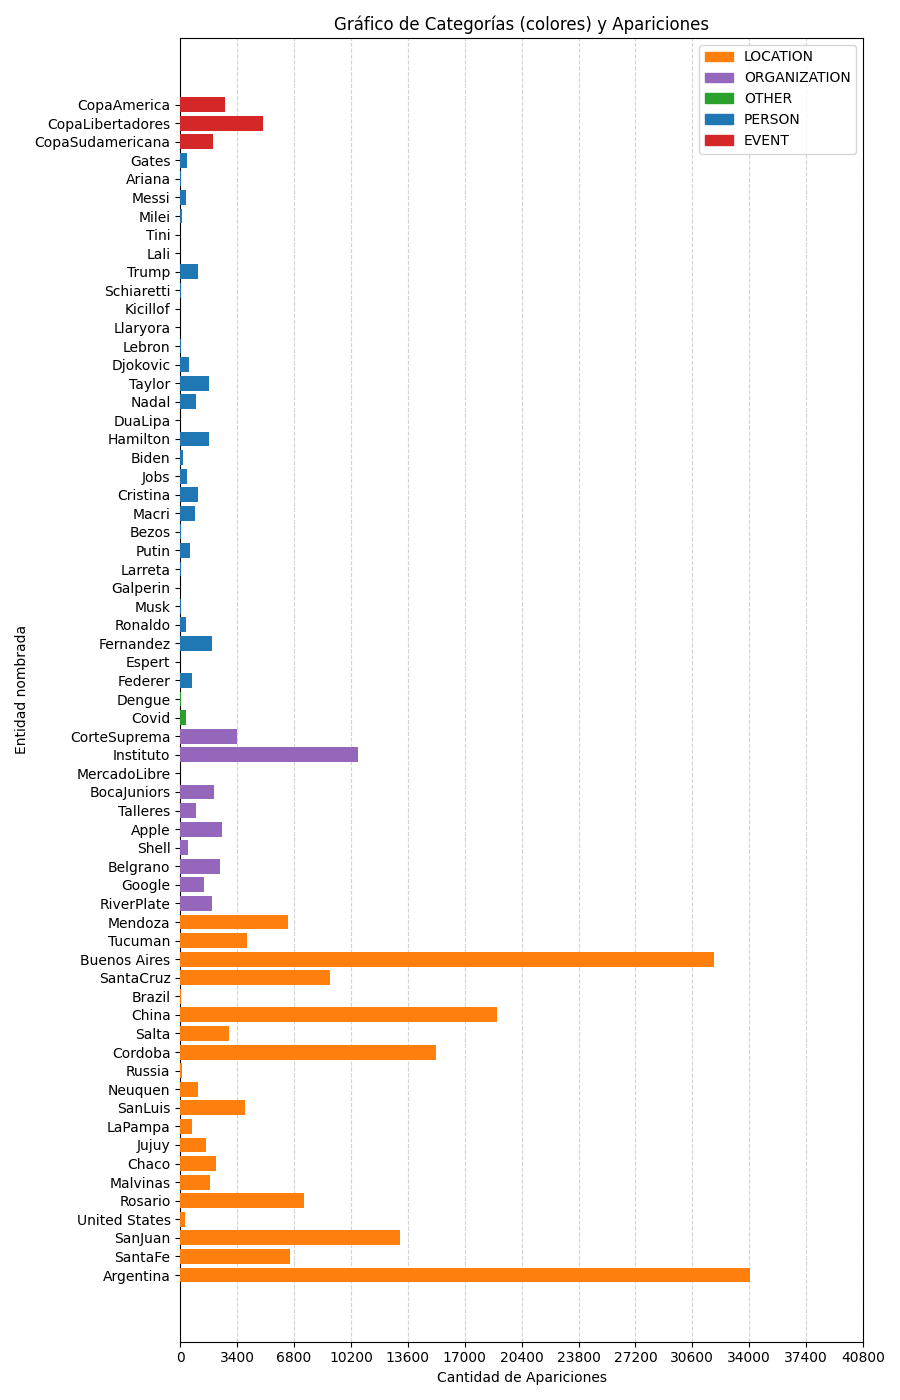 Gráfico de Categorías (colores) y Apariciones
LOCATION
ORGANIZATION
OTHER
PERSON
EVENT
CopaAmerica
CopaLibertadores
CopaSudamericana
Gates
Ariana
Messi
Milei
Tini
Lali
Trump
Schiaretti
Kicillof
Llaryora
Lebron
Djokovic
Taylor
Nadal
DuaLipa
Hamilton
Biden
Jobs
Cristina
Macri
Bezos
Putin
Larreta
Galperin
Musk
Ronaldo
Fernandez
Espert
Federer
Dengue
Covid
CorteSuprema
Instituto
MercadoLibre
BocaJuniors
Talleres
Apple
Shell
Belgrano
Google
RiverPlate
Mendoza
Tucuman
Buenos Aires
SantaCruz
Brazil
China
Salta
Cordoba
Russia
Neuquen
SanLuis
LaPampa
Jujuy
Chaco
Malvinas
Rosario
United States
SanJuan
SantaFe
Argentina
Entidad nombrada
0 3400 6800 10200 13600 17000 20400 23800 27200 30600 34000 37400 40800
Cantidad de Apariciones